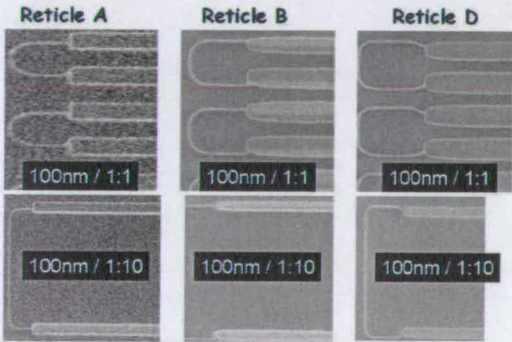 Reticle A Reticle B Reticle D
100nm / 1:1 100nm / 1:1 100nm / 1:1
100nm / 1:10 100nm / 1:10 100nm / 1:10